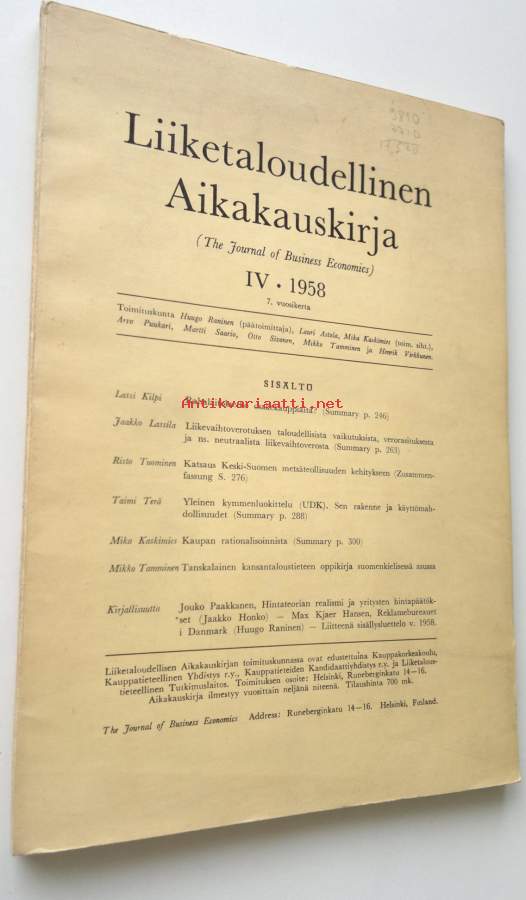 Liiketaloudellinen
Aikakauskirja
(The Journal of Business Economics)
IV • 1958
7. vuosikerta
Toimituskunta Huugo Raninen (päätoimittaja), Lauri Astola, Mika Kaskimies (toim. siht.),
Arvo Puukari, Martti Saario, Otto Sivonen, Mikko Tamminen ja Henrik Virkkunen.
SISÄLTÖ
Antikvariaatti.net
Lassi Kilpi (Summary p. 246)
Jaakko Lassila Liikevaihtoverotuksen taloudellisista vaikutuksista, verorasituksesta
ja ns. neutraalista liikevaihtoverosta (Summary p. 263)
Risto Tuominen Katsaus Keski-Suomen metsäteollisuuden kehitykseen (Zusammen-
fassung S. 276)
Taimi Terä Yleinen kymmenluokittelu (UDK), Sen rakenne ja käyttömah-
dollisuudet (Summary p. 288)
Mika Kaskimies Kaupan rationalisoinnista (Summary p. 300)
Mikko Tamminen Tanskalainen kansantaloustieteen oppikirja suomenkielisessä asussa
Kirjallisuutta Jouko Paakkanen, Hintateorian realismi ja yritysten hintapäätök-
set (Jaakko Honko) — Max Kjaer Hansen, Reklamebureauet
i Danmark (Huugo Raninen) — Liitteenä sisällysluettelo v. 1958.
Liiketaloudellisen Aikakauskirjan toimituskunnassa ovat edustettuina Kauppakorkeakoulu,
Kauppatieteellinen Yhdistys r.y., Kauppatieteiden Kandidaattiyhdistys r.y. ja Liiketalous-
tieteellinen Tutkimuslaitos. Toimituksen osoite: Helsinki, Runeberginkatu 14—16.
Aikakauskirja ilmestyy vuosittain neljänä niteenä. Tilaushinta 700 mk.
The Journal of Business Economics Address: Runeberginkatu 14—16. Helsinki, Finland.